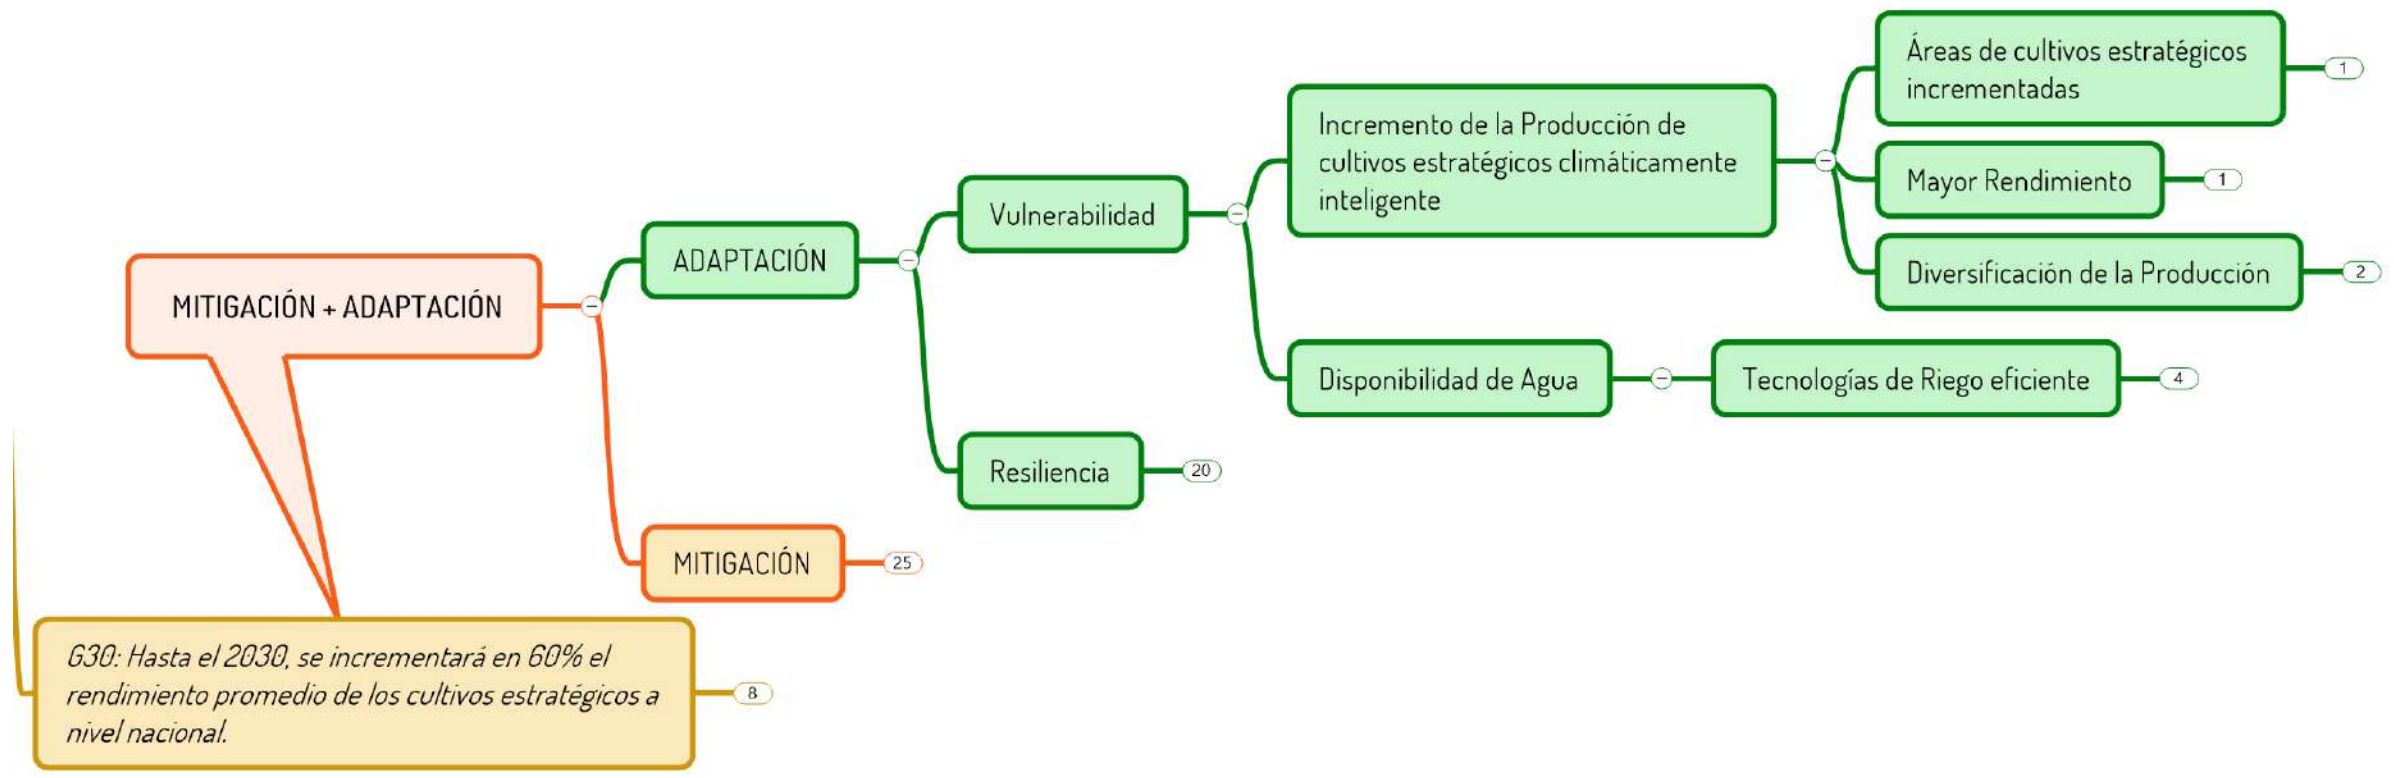 MITIGACIÓN + ADAPTACIÓN
ADAPTACIÓN
Vulnerabilidad
Incremento de la Producción de
cultivos estratégicos climáticamente
inteligente
Áreas de cultivos estratégicos
incrementadas
1
Mayor Rendimiento
1
Diversificación de la Producción
2
Disponibilidad de Agua
Tecnologías de Riego eficiente
4
Resiliencia
20
MITIGACIÓN
25
G30: Hasta el 2030, se incrementará en 60% el
rendimiento promedio de los cultivos estratégicos a
nivel nacional.
8